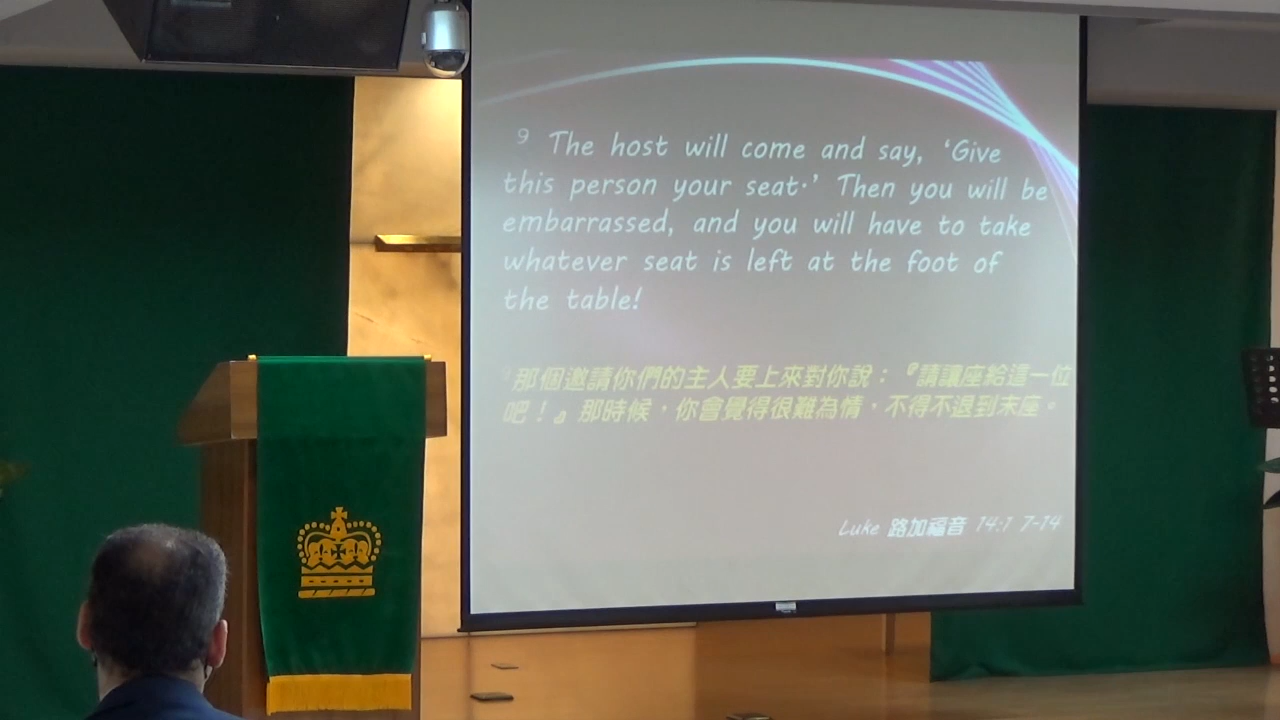 9 The host will come and say, ‘Give
this person your seat.’ Then you will be
embarrassed, and you will have to take
whatever seat is left at the foot of
the table!
9 那個邀請你們的主人要上來對你說：『請讓座給這一位
吧！』那時候，你會覺得很難為情，不得不退到末座。
Luke 路加福音 14:1 7-14